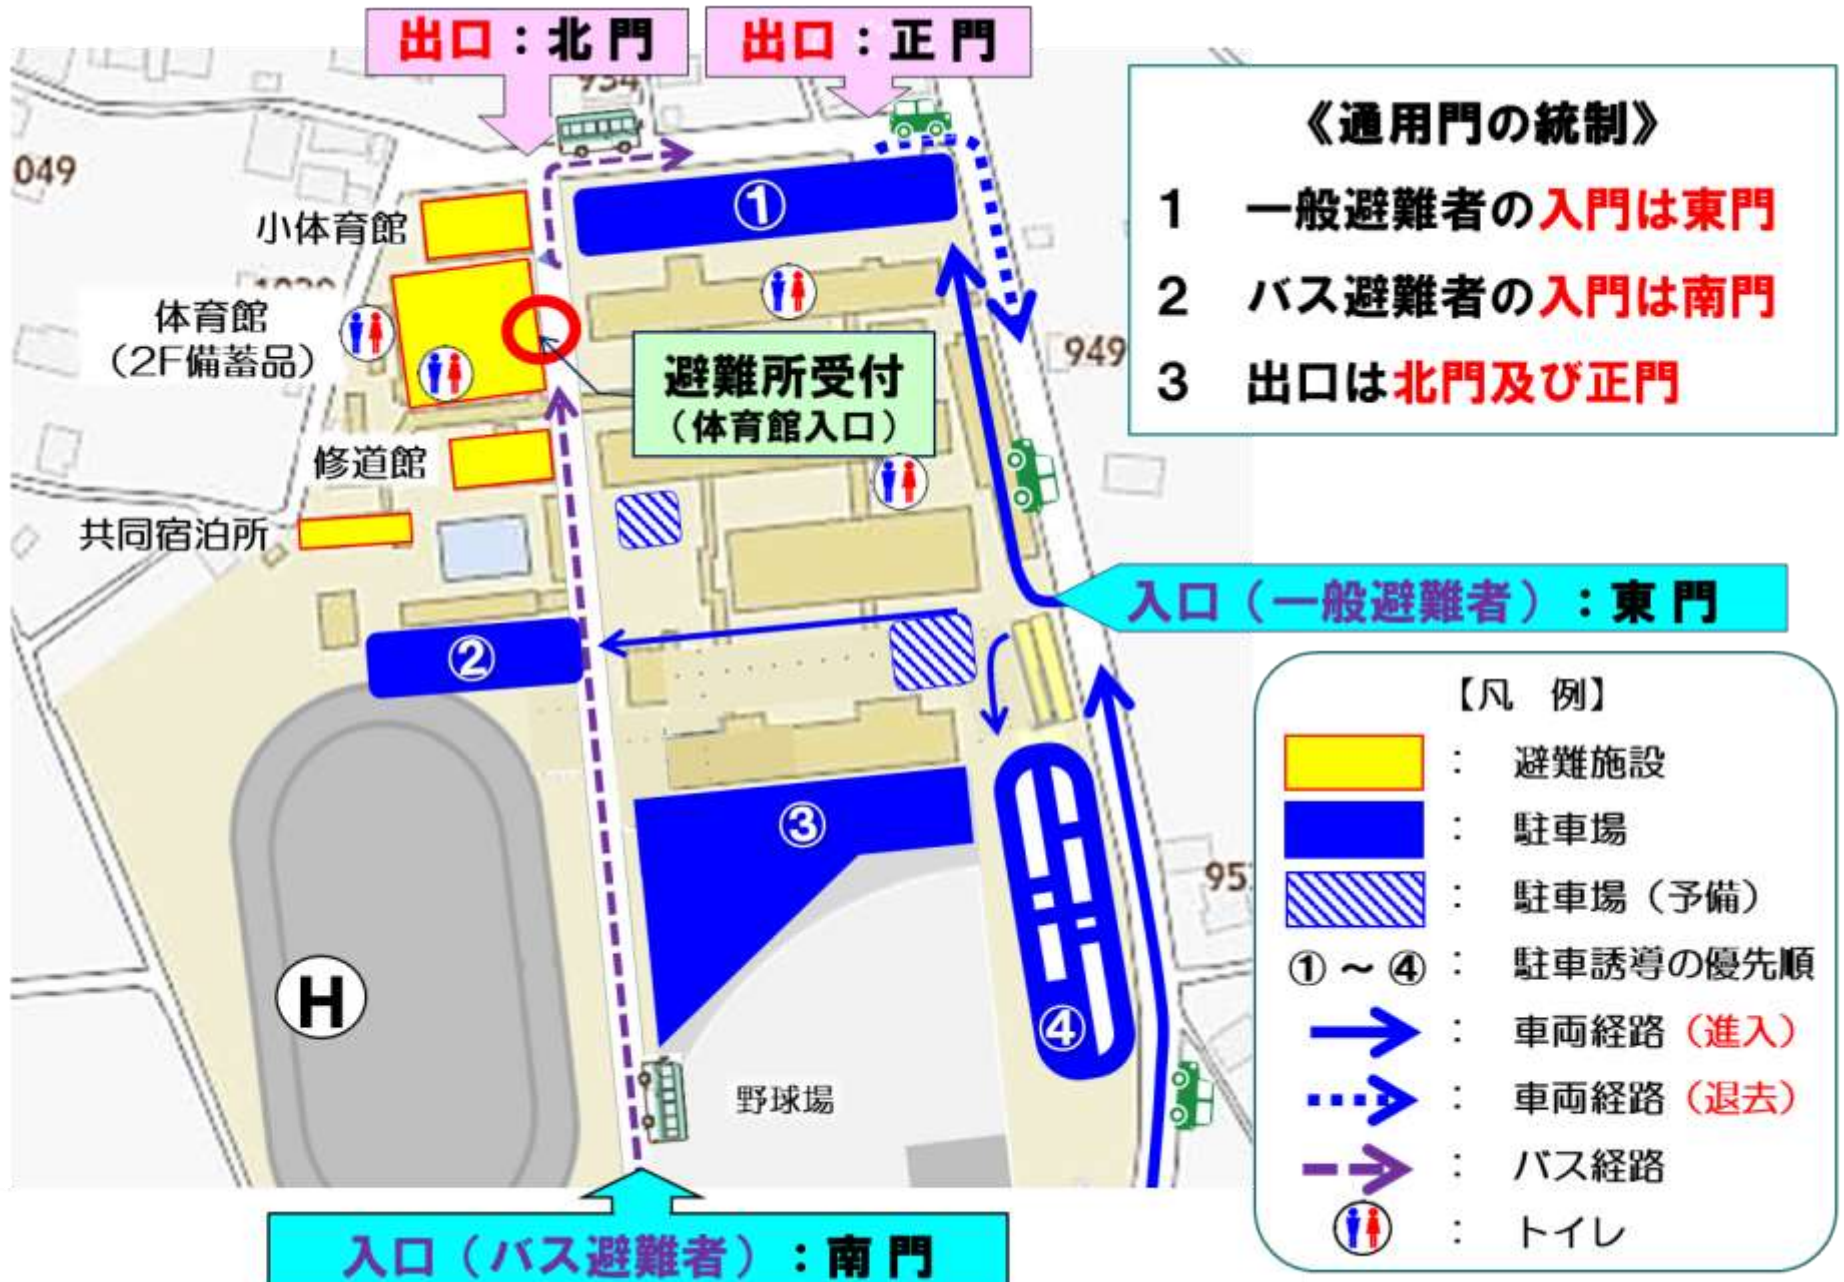 出口：北門
出口：正門
934
049
《通用門の統制》
1 一般避難者の入門は東門
2 バス避難者の入門は南門
3 出口は北門及び正門
①
小体育館
体育館
（2F備蓄品）
避難所受付
（体育館入口）
949
修道館
共同宿泊所
入口（一般避難者）：東門
②
③
④
H
野球場
95
入口（バス避難者）：南門
【凡 例】
： 避難施設
： 駐車場
： 駐車場（予備）
①～④ ： 駐車誘導の優先順
： 車両経路（進入）
： 車両経路（退去）
： バス経路
： トイレ